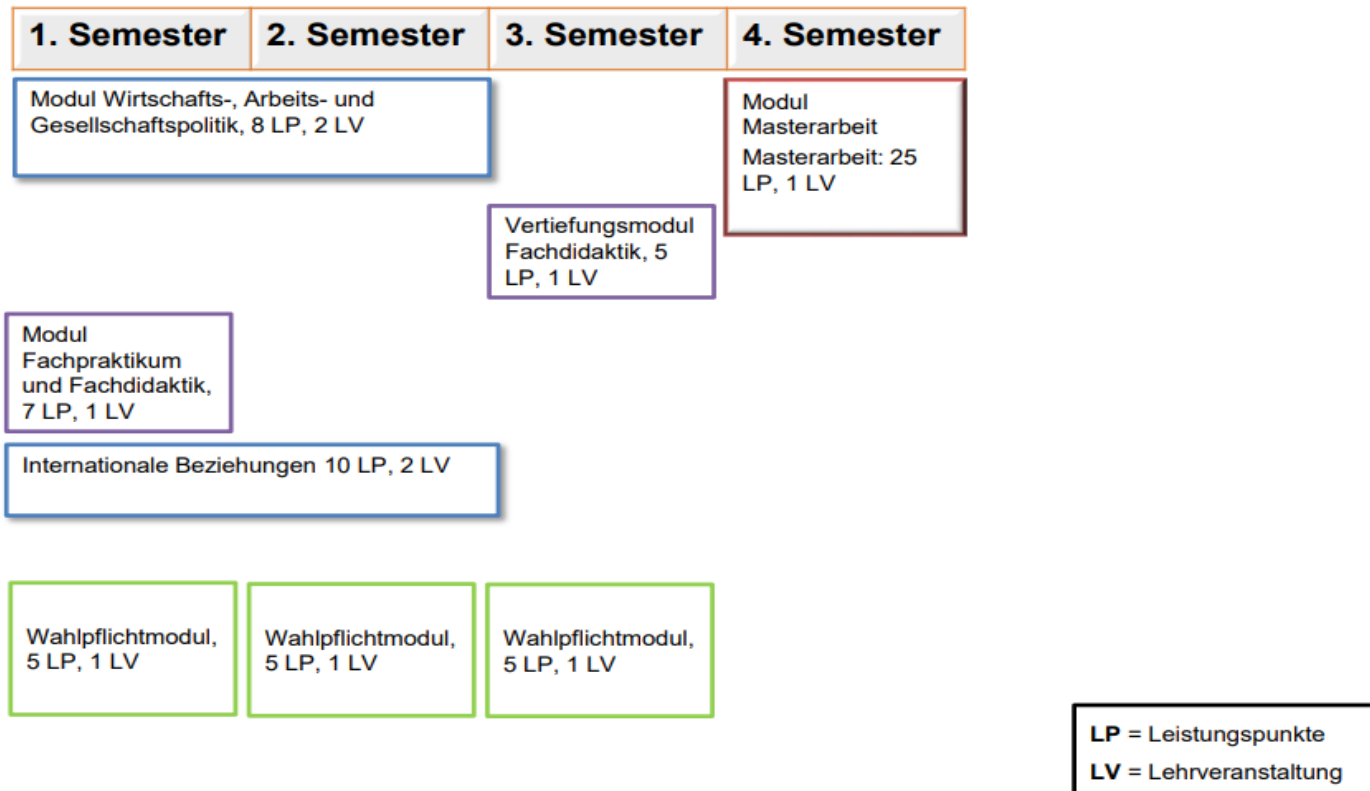 1. Semester
2. Semester
3. Semester
4. Semester
Modul Wirtschafts-, Arbeits- und
Gesellschaftspolitik, 8 LP, 2 LV
Modul
Masterarbeit
Masterarbeit: 25
LP, 1 LV
Vertiefungsmodul
Fachdidaktik, 5
LP, 1 LV
Modul
Fachpraktikum
und Fachdidaktik,
7 LP, 1 LV
Internationale Beziehungen 10 LP, 2 LV
Wahlpflichtmodul,
5 LP, 1 LV
Wahlpflichtmodul,
5 LP, 1 LV
Wahlpflichtmodul,
5 LP, 1 LV
LP = Leistungspunkte
LV = Lehrveranstaltung